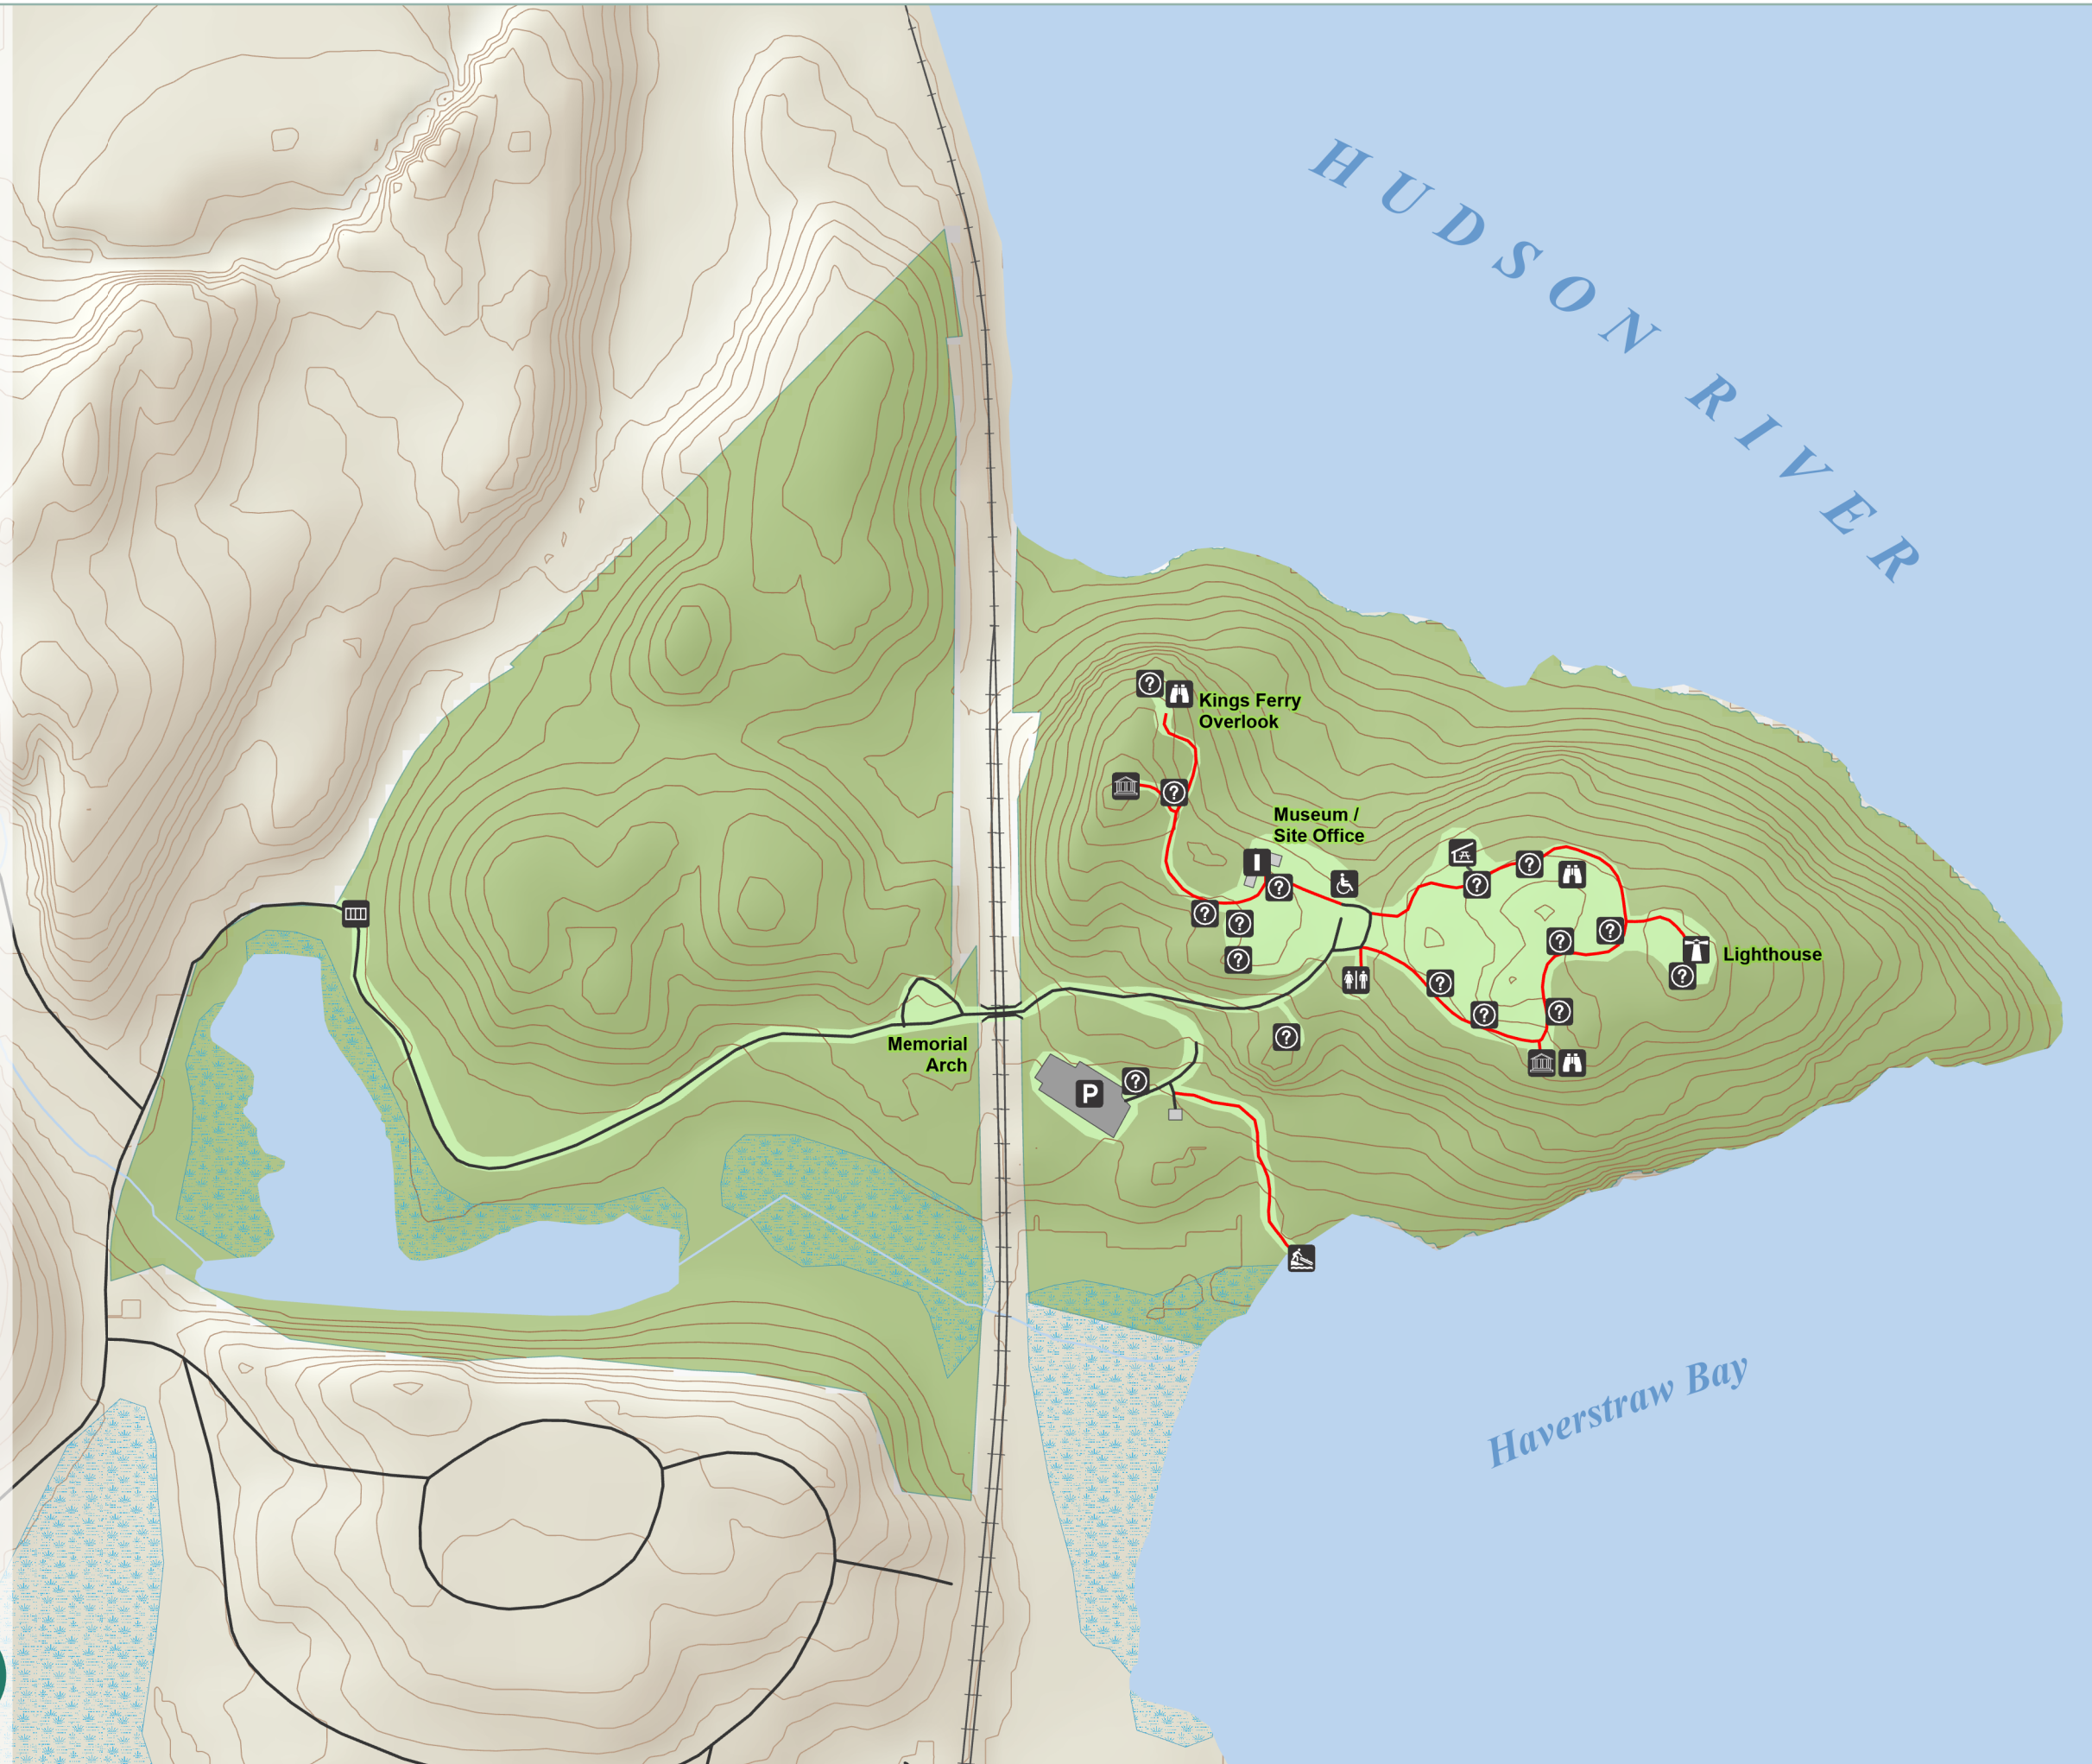 HUDSON RIVER
Kings Ferry
Overlook
Museum /
Site Office
I
?
Lighthouse
Memorial
Arch
P
Haverstraw Bay